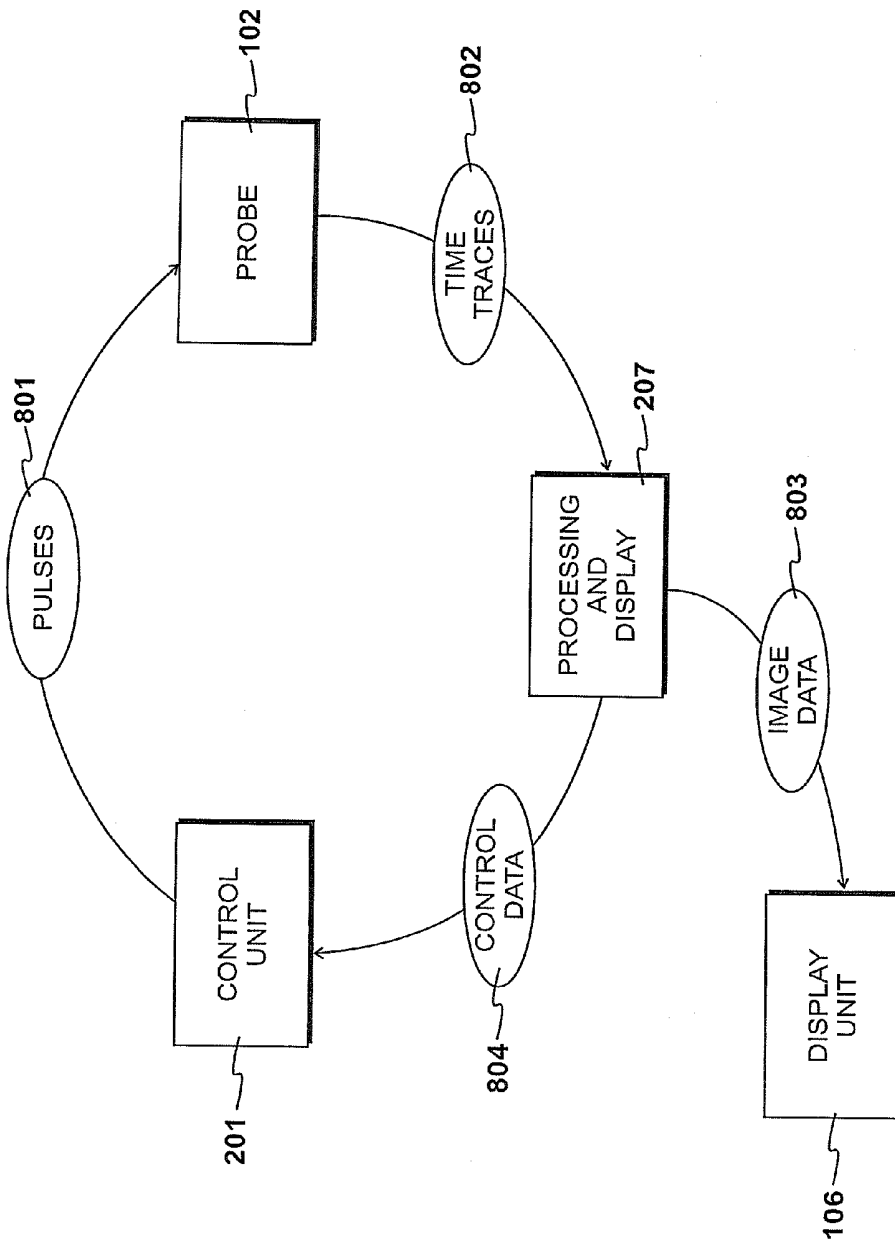 PULSES
801
CONTROL
UNIT
201
PROBE
102
TIME
TRACES
802
CONTROL
DATA
804
PROCESSING
AND
DISPLAY
207
IMAGE
DATA
803
DISPLAY
UNIT
106